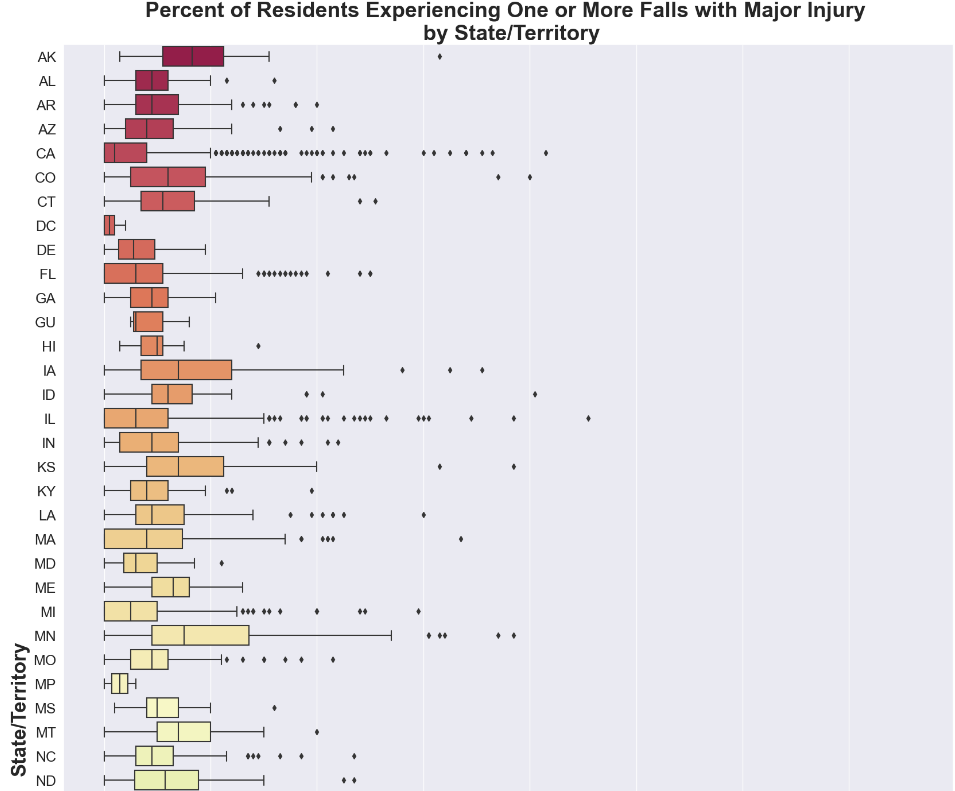 Percent of Residents Experiencing One or More Falls with Major Injury
by State/Territory
AK
AL
AR
AZ
CA
CO
CT
DC
DE
FL
GA
GU
HI
IA
ID
IL
IN
KS
KY
LA
MA
MD
ME
MI
MN
MO
MP
MS
MT
NC
ND
State/Territory